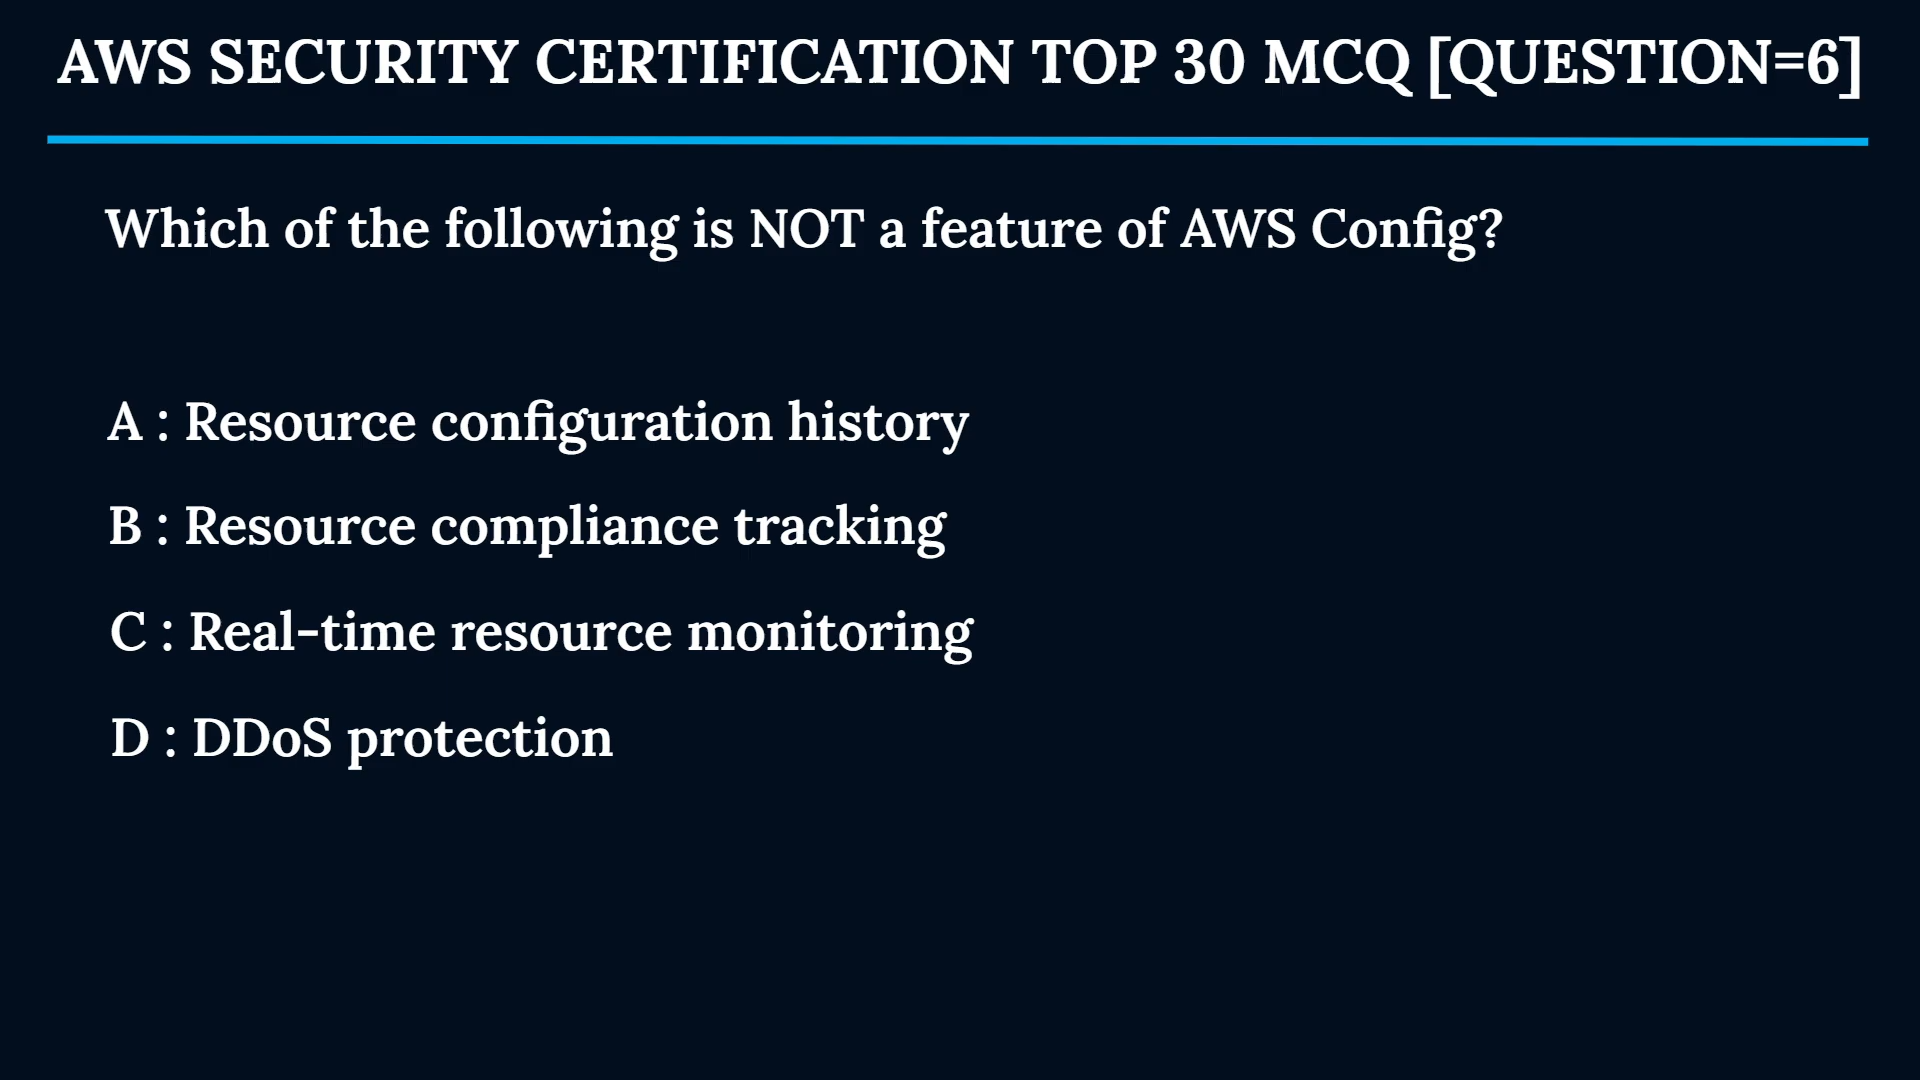 AWS SECURITY CERTIFICATION TOP 30 MCQ [QUESTION=6]
Which of the following is NOT a feature of AWS Config?
A : Resource configuration history
B : Resource compliance tracking
C : Real-time resource monitoring
D : DDoS protection